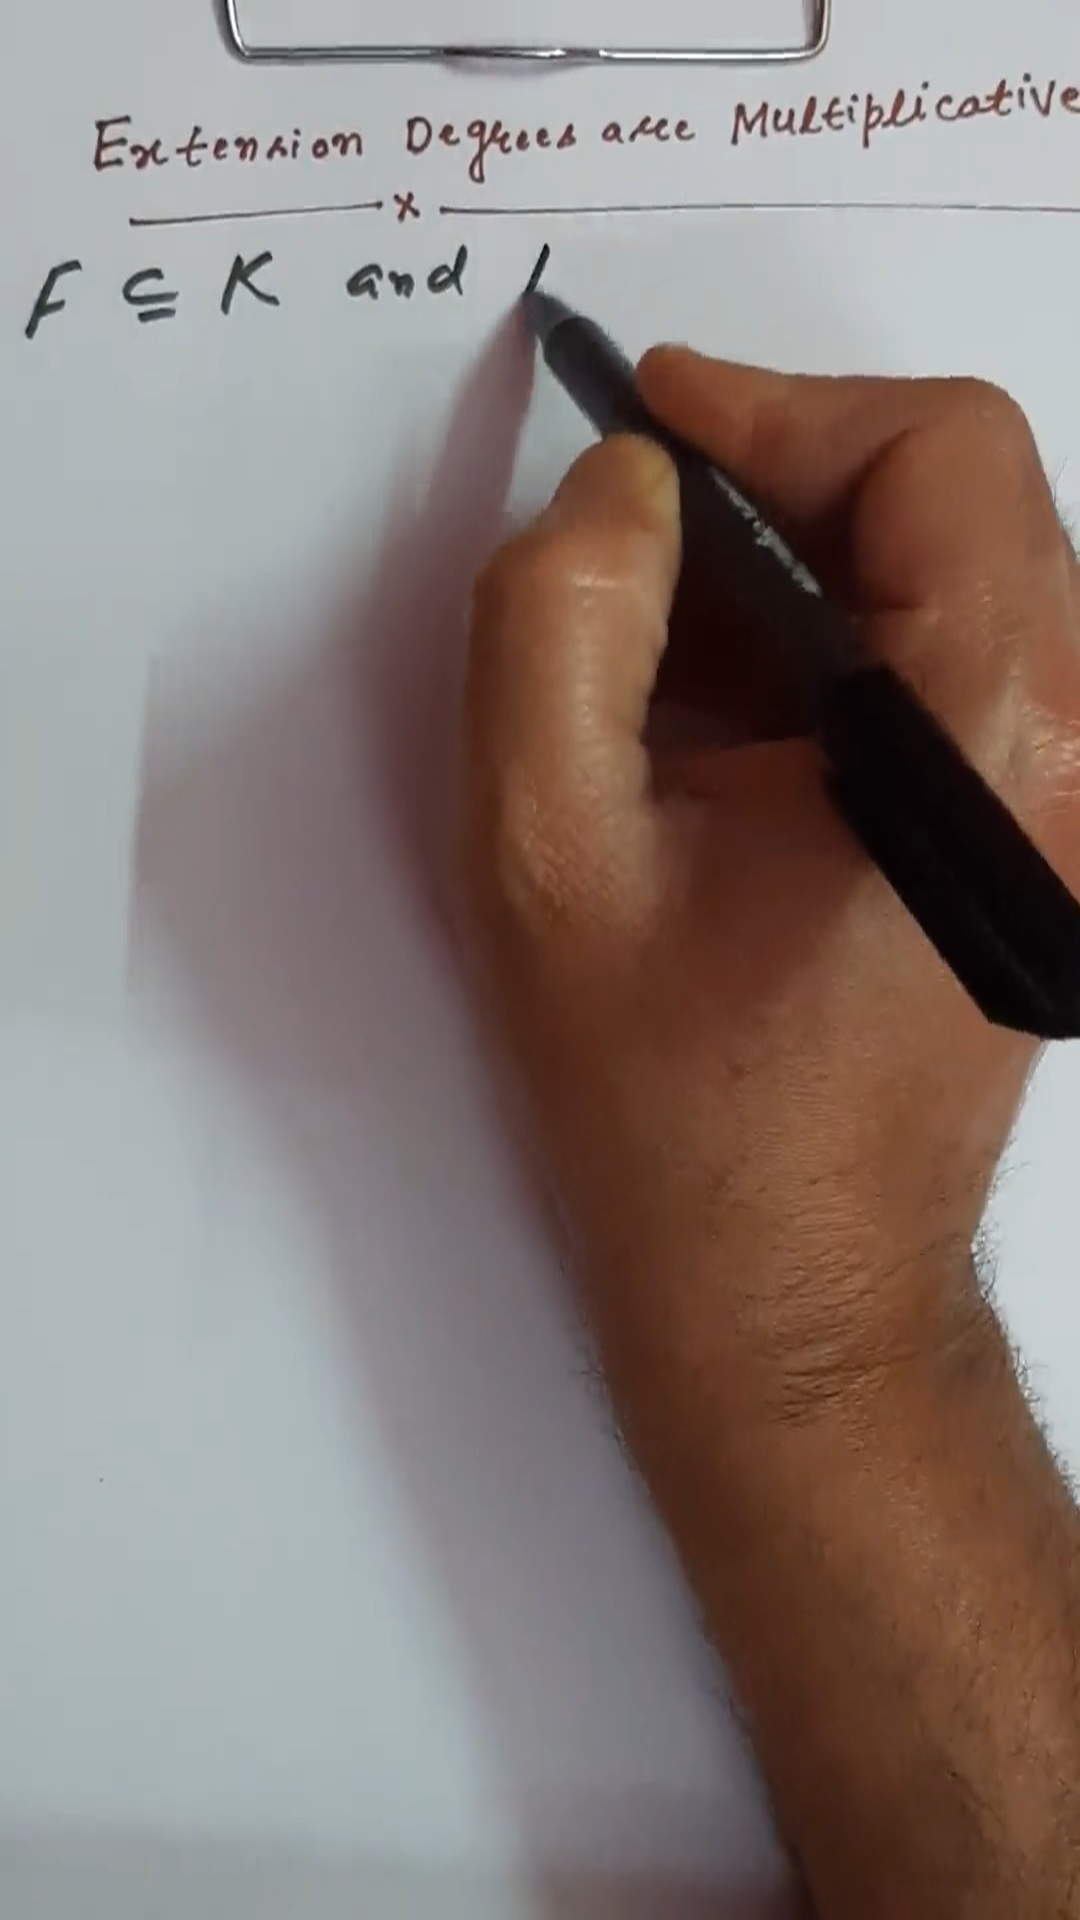 Extension Degrees are Multiplicative
x
F ⊆ K and